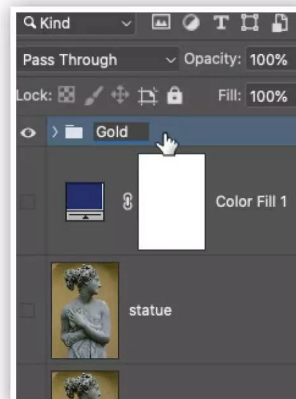 Kind
Pass Through Opacity: 100%
Lock: Fill: 100%
Gold
Color Fill 1
statue